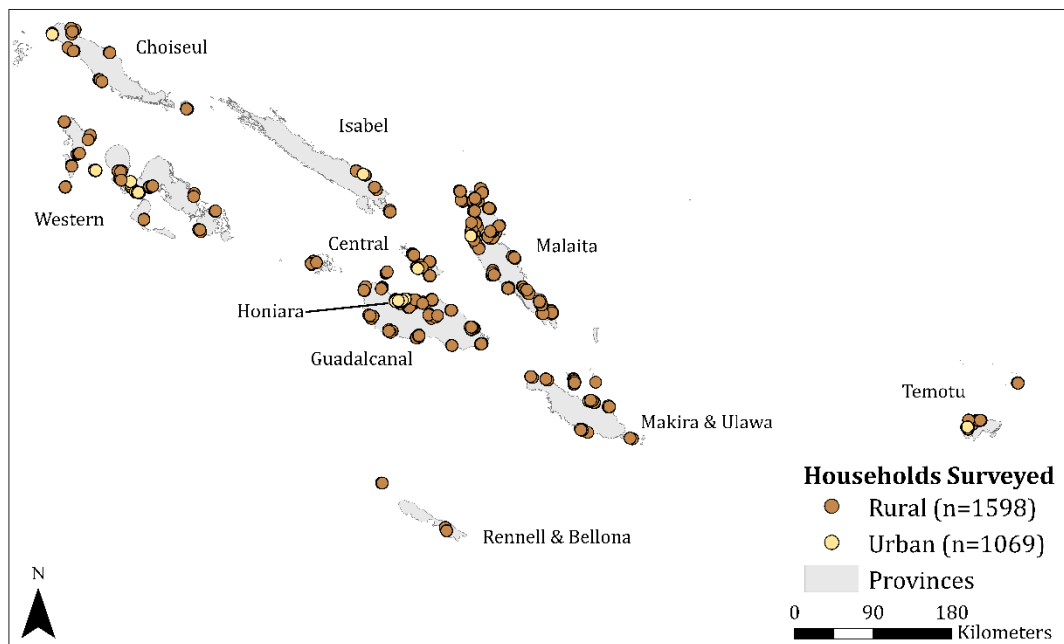 Choiseul
Isabel
Western
Central
Malaita
Honiara
Guadalcanal
Makira & Ulawa
Temotu
Rennell & Bellona
Households Surveyed
Rural (n=1598)
Urban (n=1069)
Provinces
0 90 180
Kilometers
N